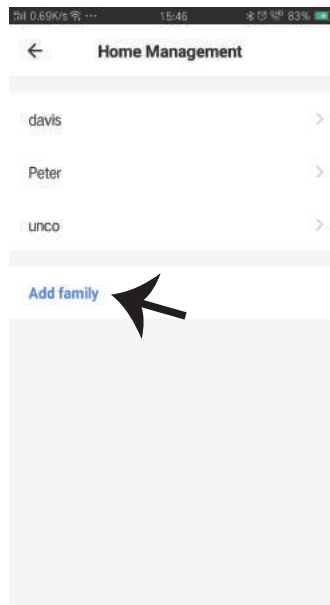 0.69K/s ... 15:46 83%
Home Management
davis
Peter
unco
Add family